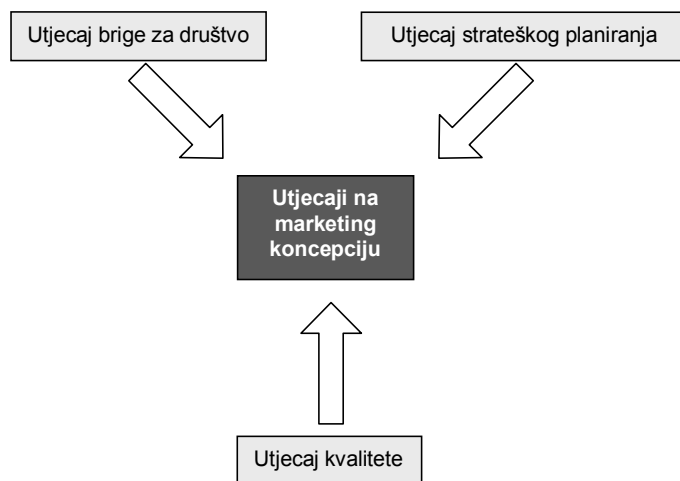 Utjecaj brige za društvo
Utjecaj strateškog planiranja
Utjecaji na
marketing
koncepciju
Utjecaj kvalitete